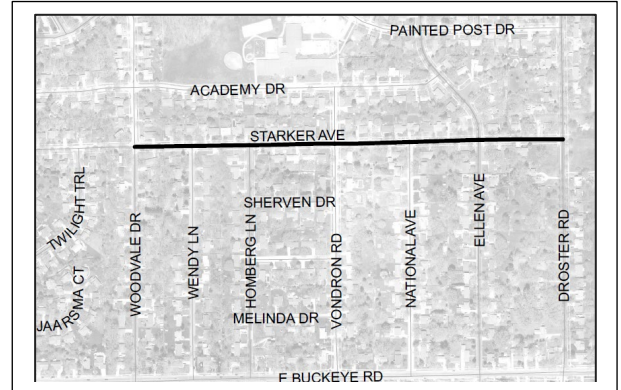 PAINTED POST DR
ACADEMY DR
STARKER AVE
TWILIGHT TRL
WOODVALE DR
WENDY LN
HOMBERG LN
SHERVEN DR
VONDRON RD
NATIONAL AVE
ELLEN AVE
DROSTER RD
JAARSMA CT
MELINDA DR
E BUCKEYE RD